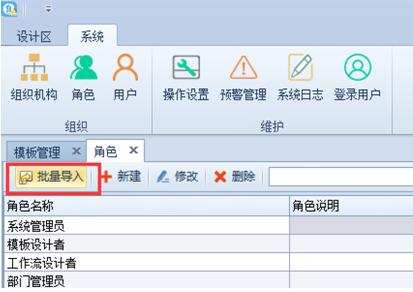 设计区 系统
组织机构 角色 用户 操作设置 预警管理 系统日志 登录用户
组织 维护
模板管理 角色
批量导入 新建 修改 删除
角色名称 角色说明
系统管理员
模板设计者
工作流设计者
部门管理员